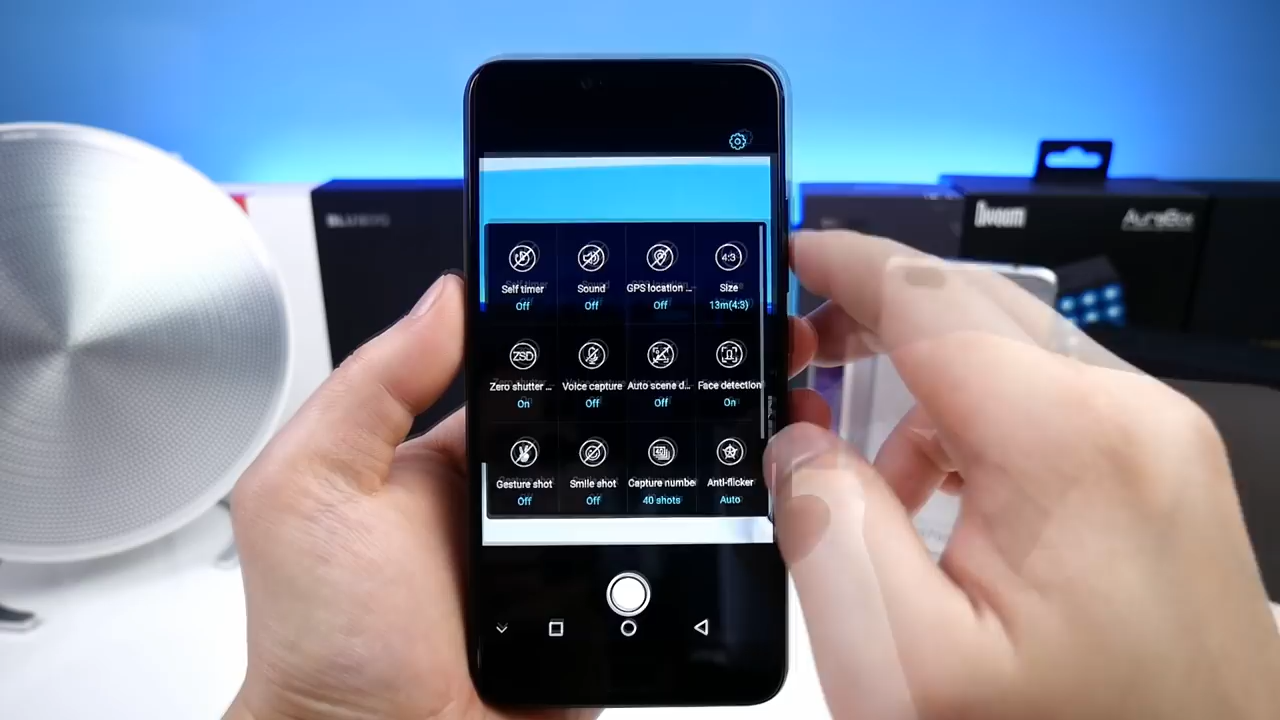 Divoom
AuraBox
4:3
Self timer
Sound
GPS location ..
Size
Off
Off
Off
13m(4:3)
ZSD
Zero shutter ..
Voice capture
Auto scene d..
Face detection
On
Off
Off
On
Gesture shot
Smile shot
Capture number
Anti-flicker
Off
Off
40 shots
Auto